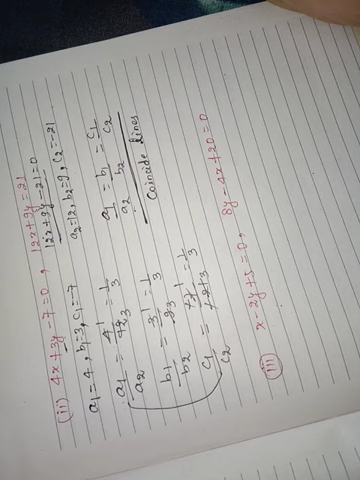 (ii) 4x+3y-7=0, 12x+9y=21
12x+9y-21=0
a1=4, b1=3, c1=-7
a2=12, b2=9, c2=-21
a1/a2 = 4/12 = 1/3
a1/a2 = b1/b2 = c1/c2
b1/b2 = 3/9 = 1/3
Coincide lines
c1/c2 = -7/-21 = 1/3
(iii) x-2y+5=0, 8y-4x+20=0